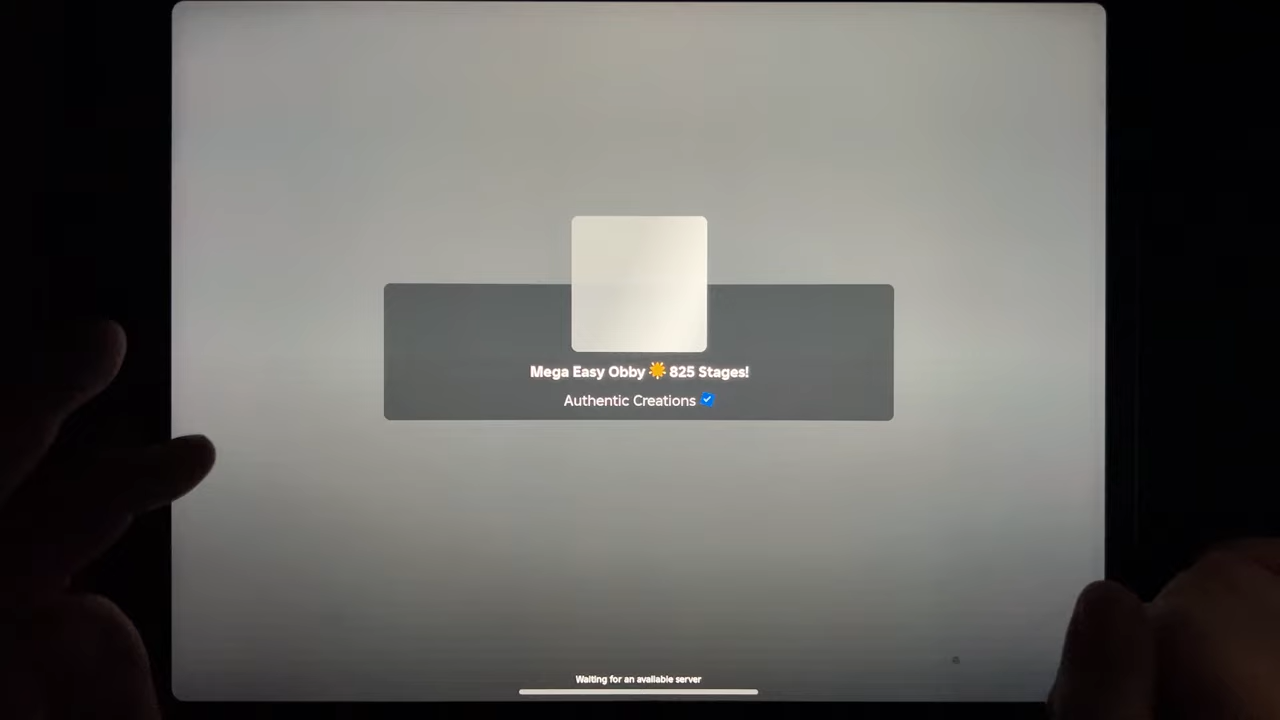 Mega Easy Obby ☀️ 825 Stages!
Authentic Creations
Waiting for an available server